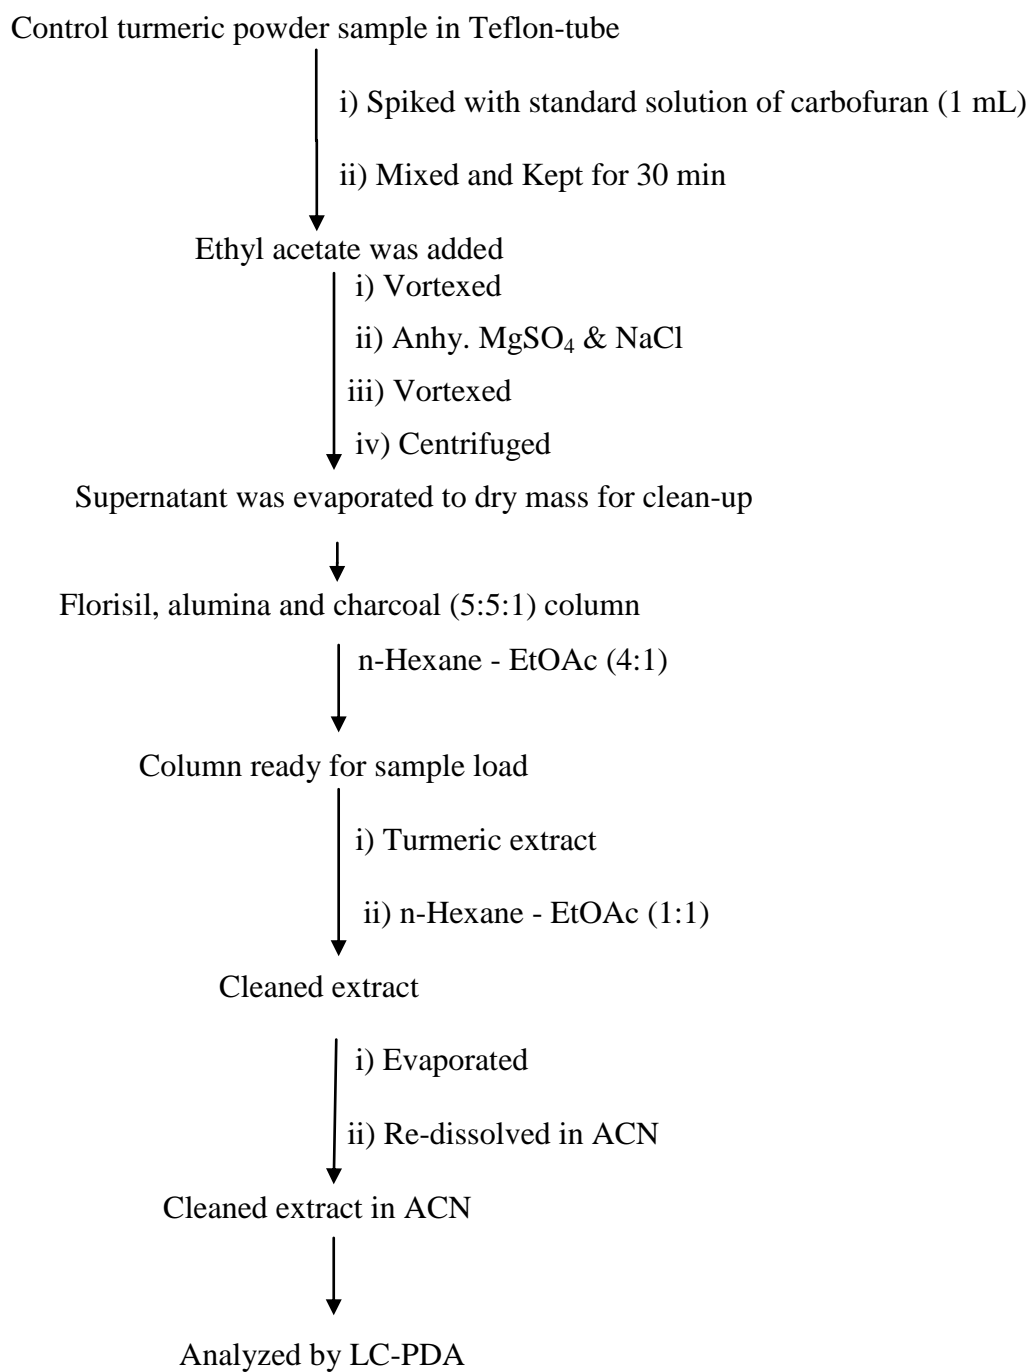 Control turmeric powder sample in Teflon-tube
i) Spiked with standard solution of carbofuran (1 mL)
ii) Mixed and Kept for 30 min
Ethyl acetate was added
i) Vortexed
ii) Anhy. MgSO₄ & NaCl
iii) Vortexed
iv) Centrifuged
Supernatant was evaporated to dry mass for clean-up
Florisil, alumina and charcoal (5:5:1) column
n-Hexane - EtOAc (4:1)
Column ready for sample load
i) Turmeric extract
ii) n-Hexane - EtOAc (1:1)
Cleaned extract
i) Evaporated
ii) Re-dissolved in ACN
Cleaned extract in ACN
Analyzed by LC-PDA